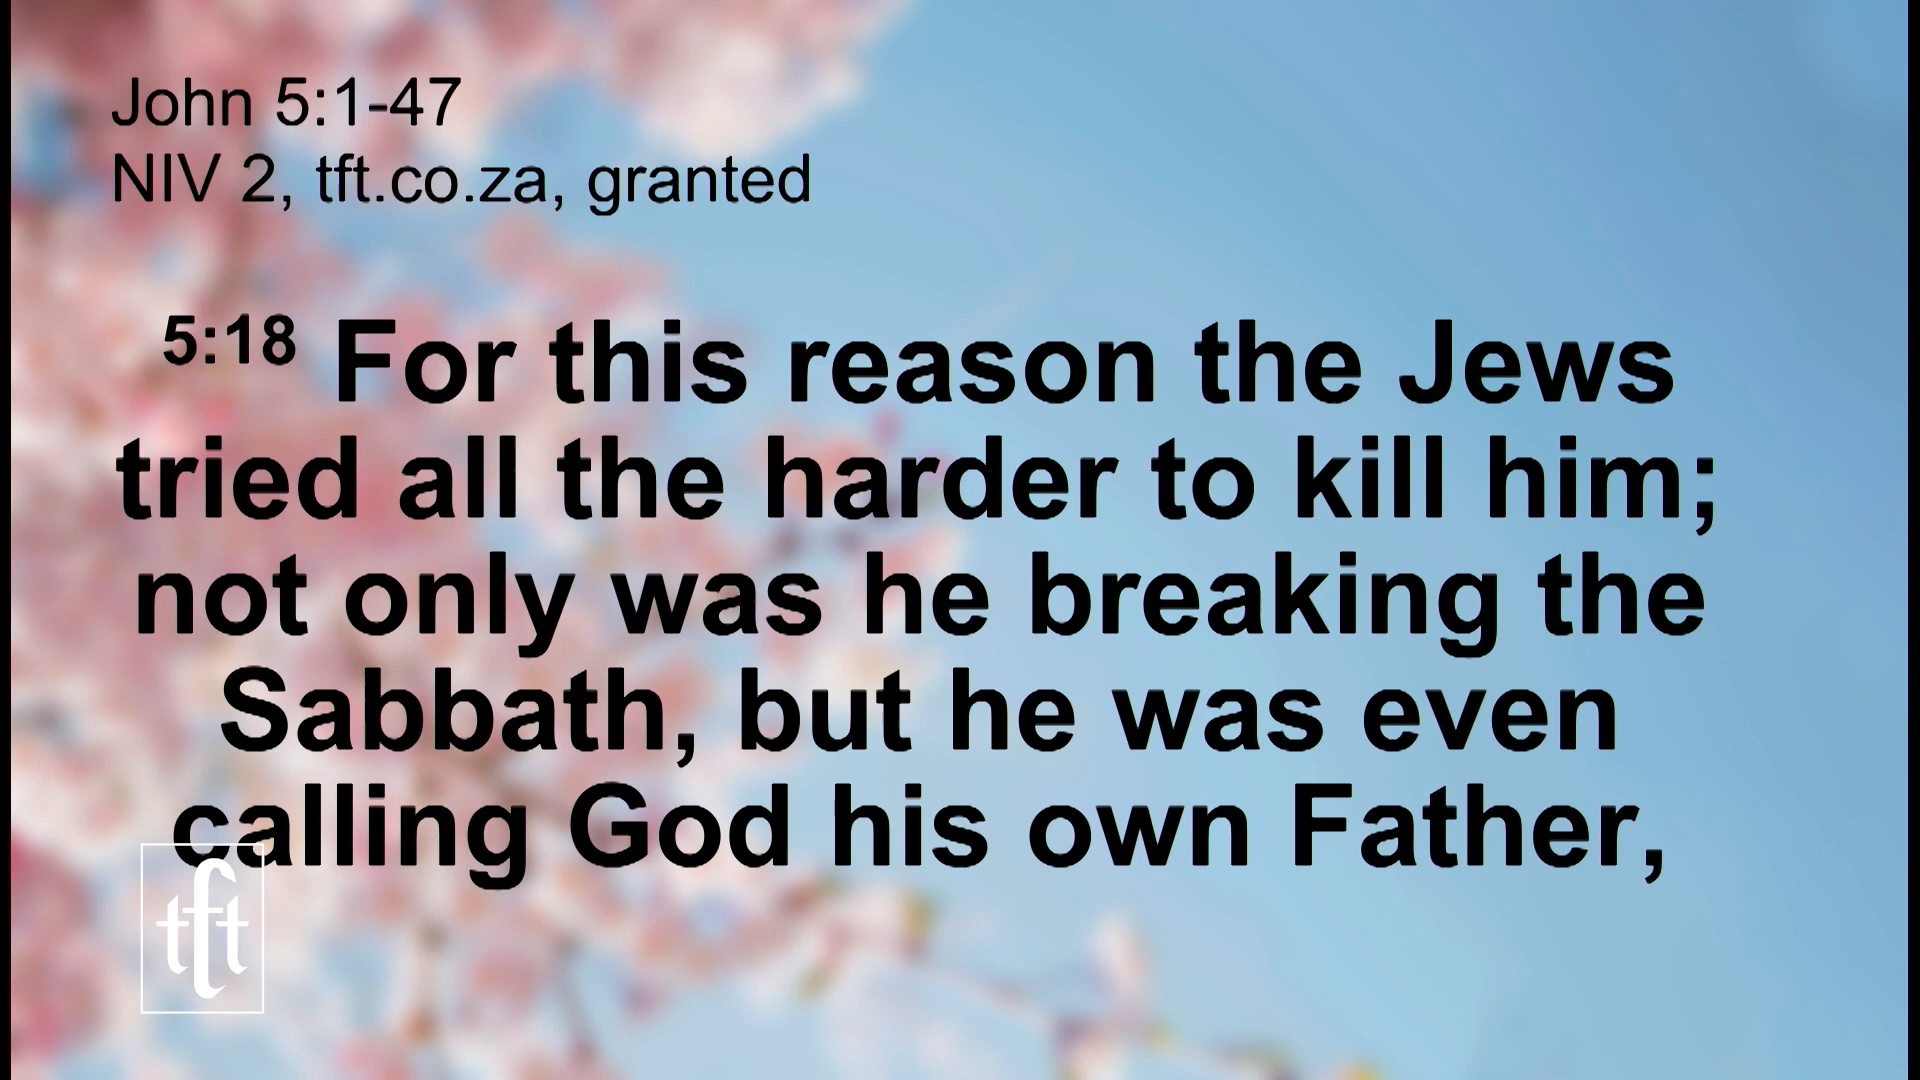 John 5:1-47
NIV 2, tft.co.za, granted
5:18 For this reason the Jews
tried all the harder to kill him;
not only was he breaking the
Sabbath, but he was even
calling God his own Father,
tft